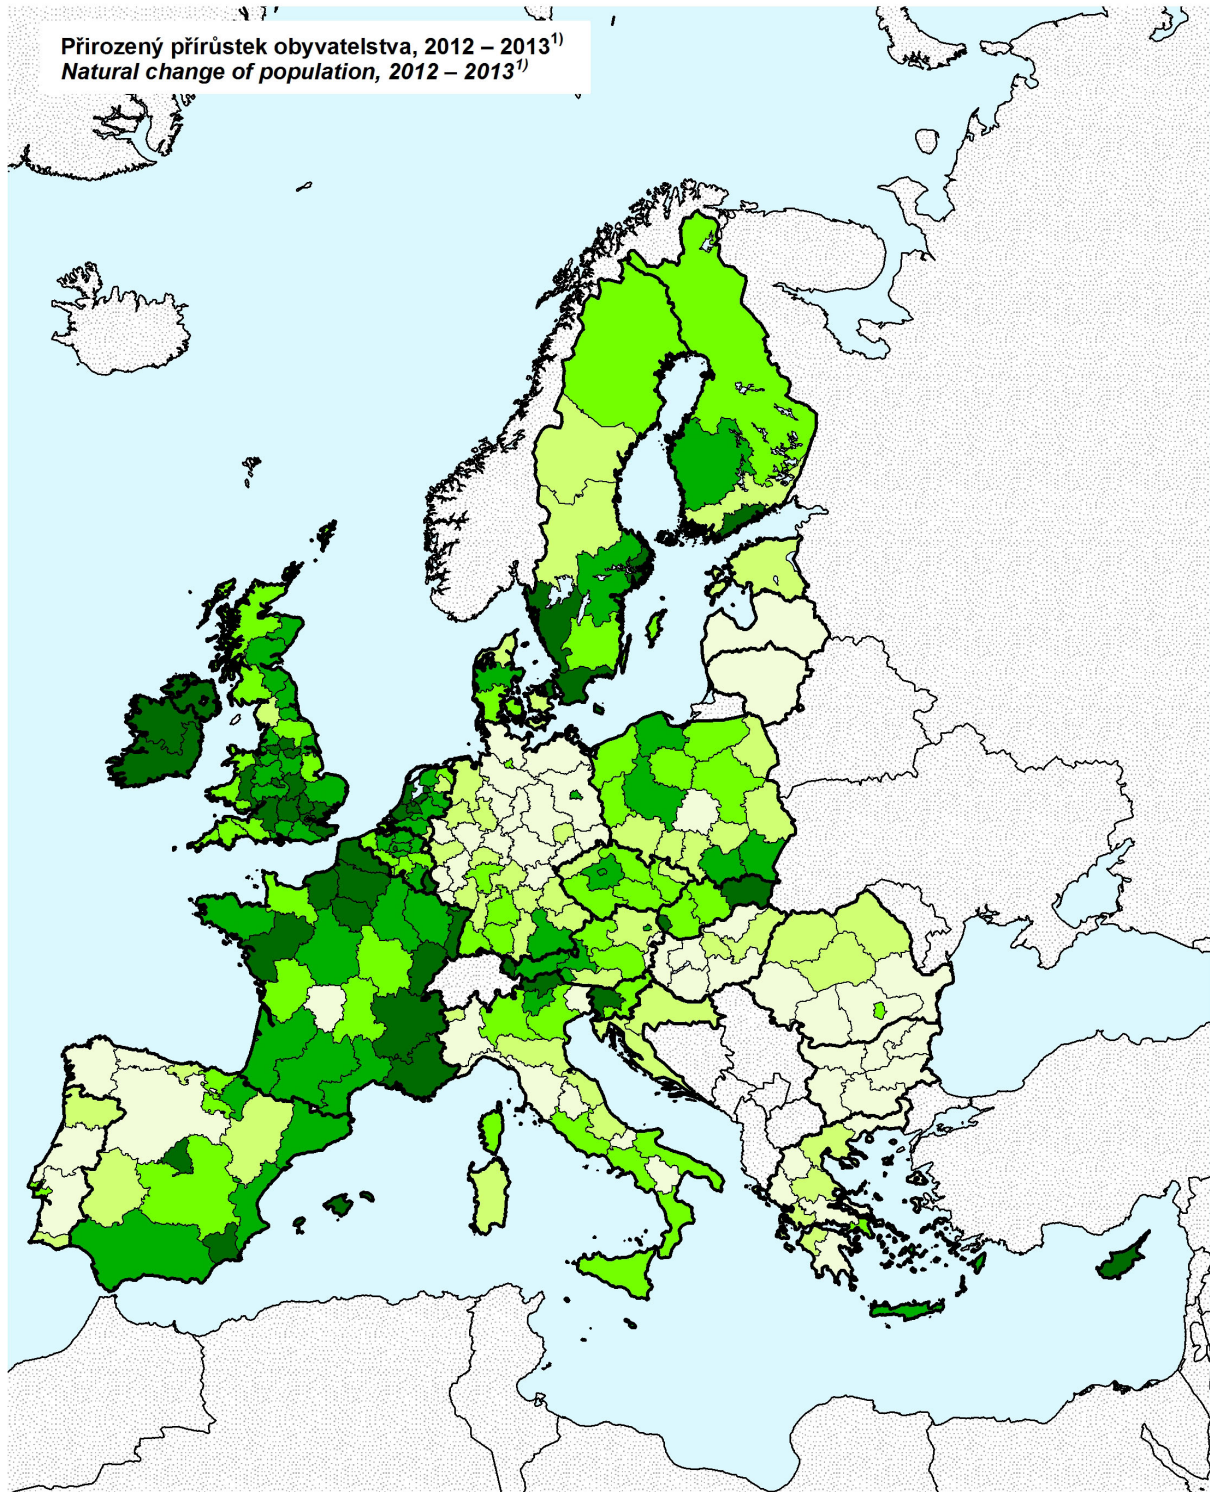 Přirozený přírůstek obyvatelstva, 2012 – 2013¹⁾
Natural change of population, 2012 – 2013¹⁾